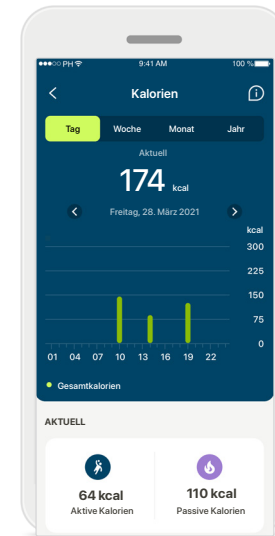 PH 9:41 AM 100 %
Kalorien
Tag Woche Monat Jahr
Aktuell
174 kcal
Freitag, 28. März 2021
kcal
300
225
150
75
0
01 04 07 10 13 16 19 22
Gesamtkalorien
AKTUELL
64 kcal 110 kcal
Aktive Kalorien Passive Kalorien